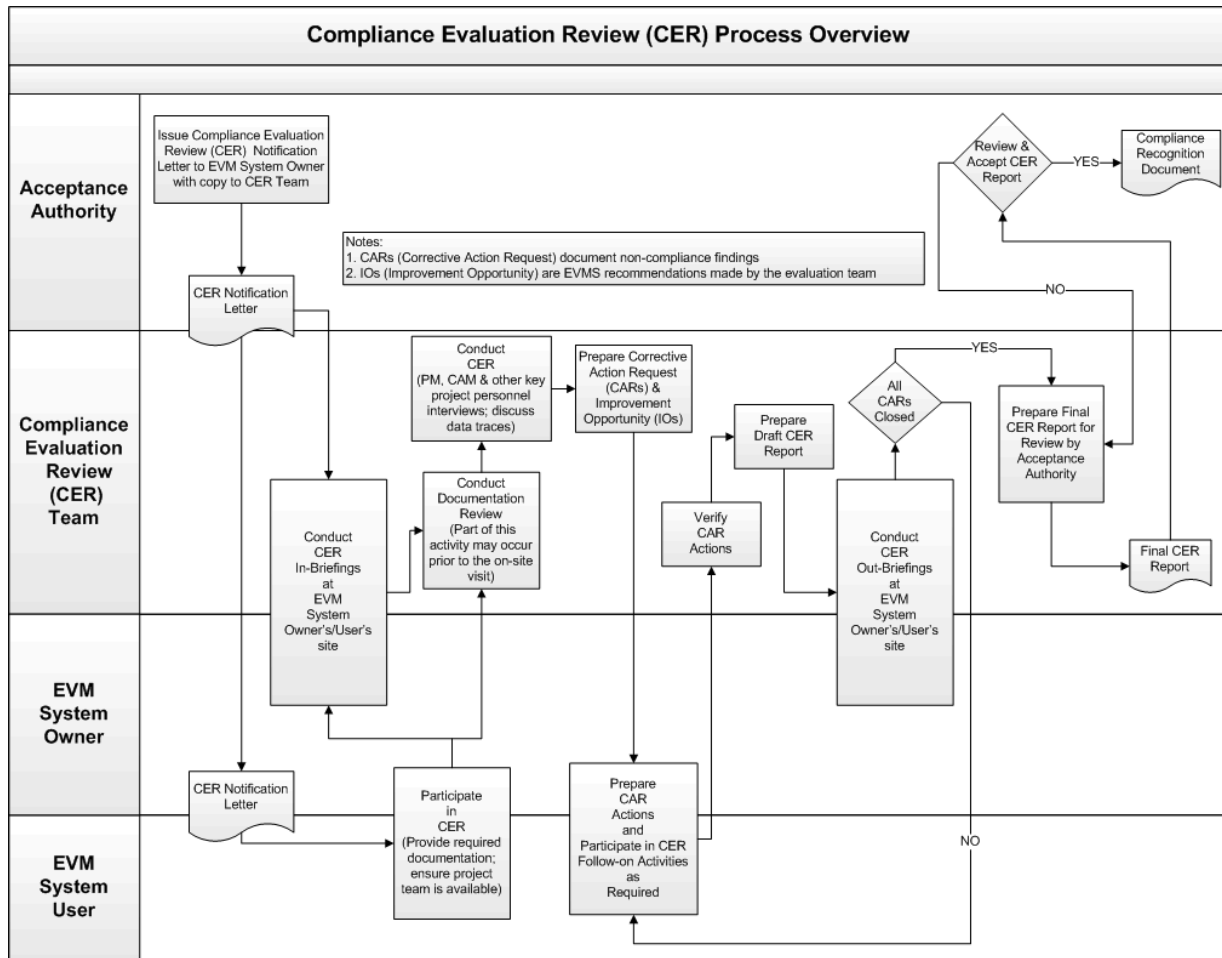 Compliance Evaluation Review (CER) Process Overview
Acceptance
Authority
Issue Compliance Evaluation
Review (CER) Notification
Letter to EVM System Owner
with copy to CER Team
Review &
Accept CER
Report
YES
Compliance
Recognition
Document
Notes:
1. CARs (Corrective Action Request) document non-compliance findings
2. IOs (Improvement Opportunity) are EVMS recommendations made by the evaluation team
CER Notification
Letter
NO
Compliance
Evaluation
Review
(CER)
Team
Conduct
CER
(PM, CAM & other key
project personnel
interviews; discuss
data traces)
Prepare Corrective
Action Request
(CARs) &
Improvement
Opportunity (IOs)
YES
All
CARs
Closed
Prepare
Draft CER
Report
Prepare Final
CER Report for
Review by
Acceptance
Authority
Conduct
Documentation
Review
(Part of this
activity may occur
prior to the on-site
visit)
Verify
CAR
Actions
Conduct
CER
In-Briefings
at
EVM
System
Owner's/User's
site
Conduct
CER
Out-Briefings
at
EVM
System
Owner's/User's
site
Final CER
Report
EVM
System
Owner
CER Notification
Letter
Participate
in
CER
(Provide required
documentation;
ensure project
team is available)
Prepare
CAR
Actions
and
Participate in CER
Follow-on Activities
as
Required
NO
EVM
System
User